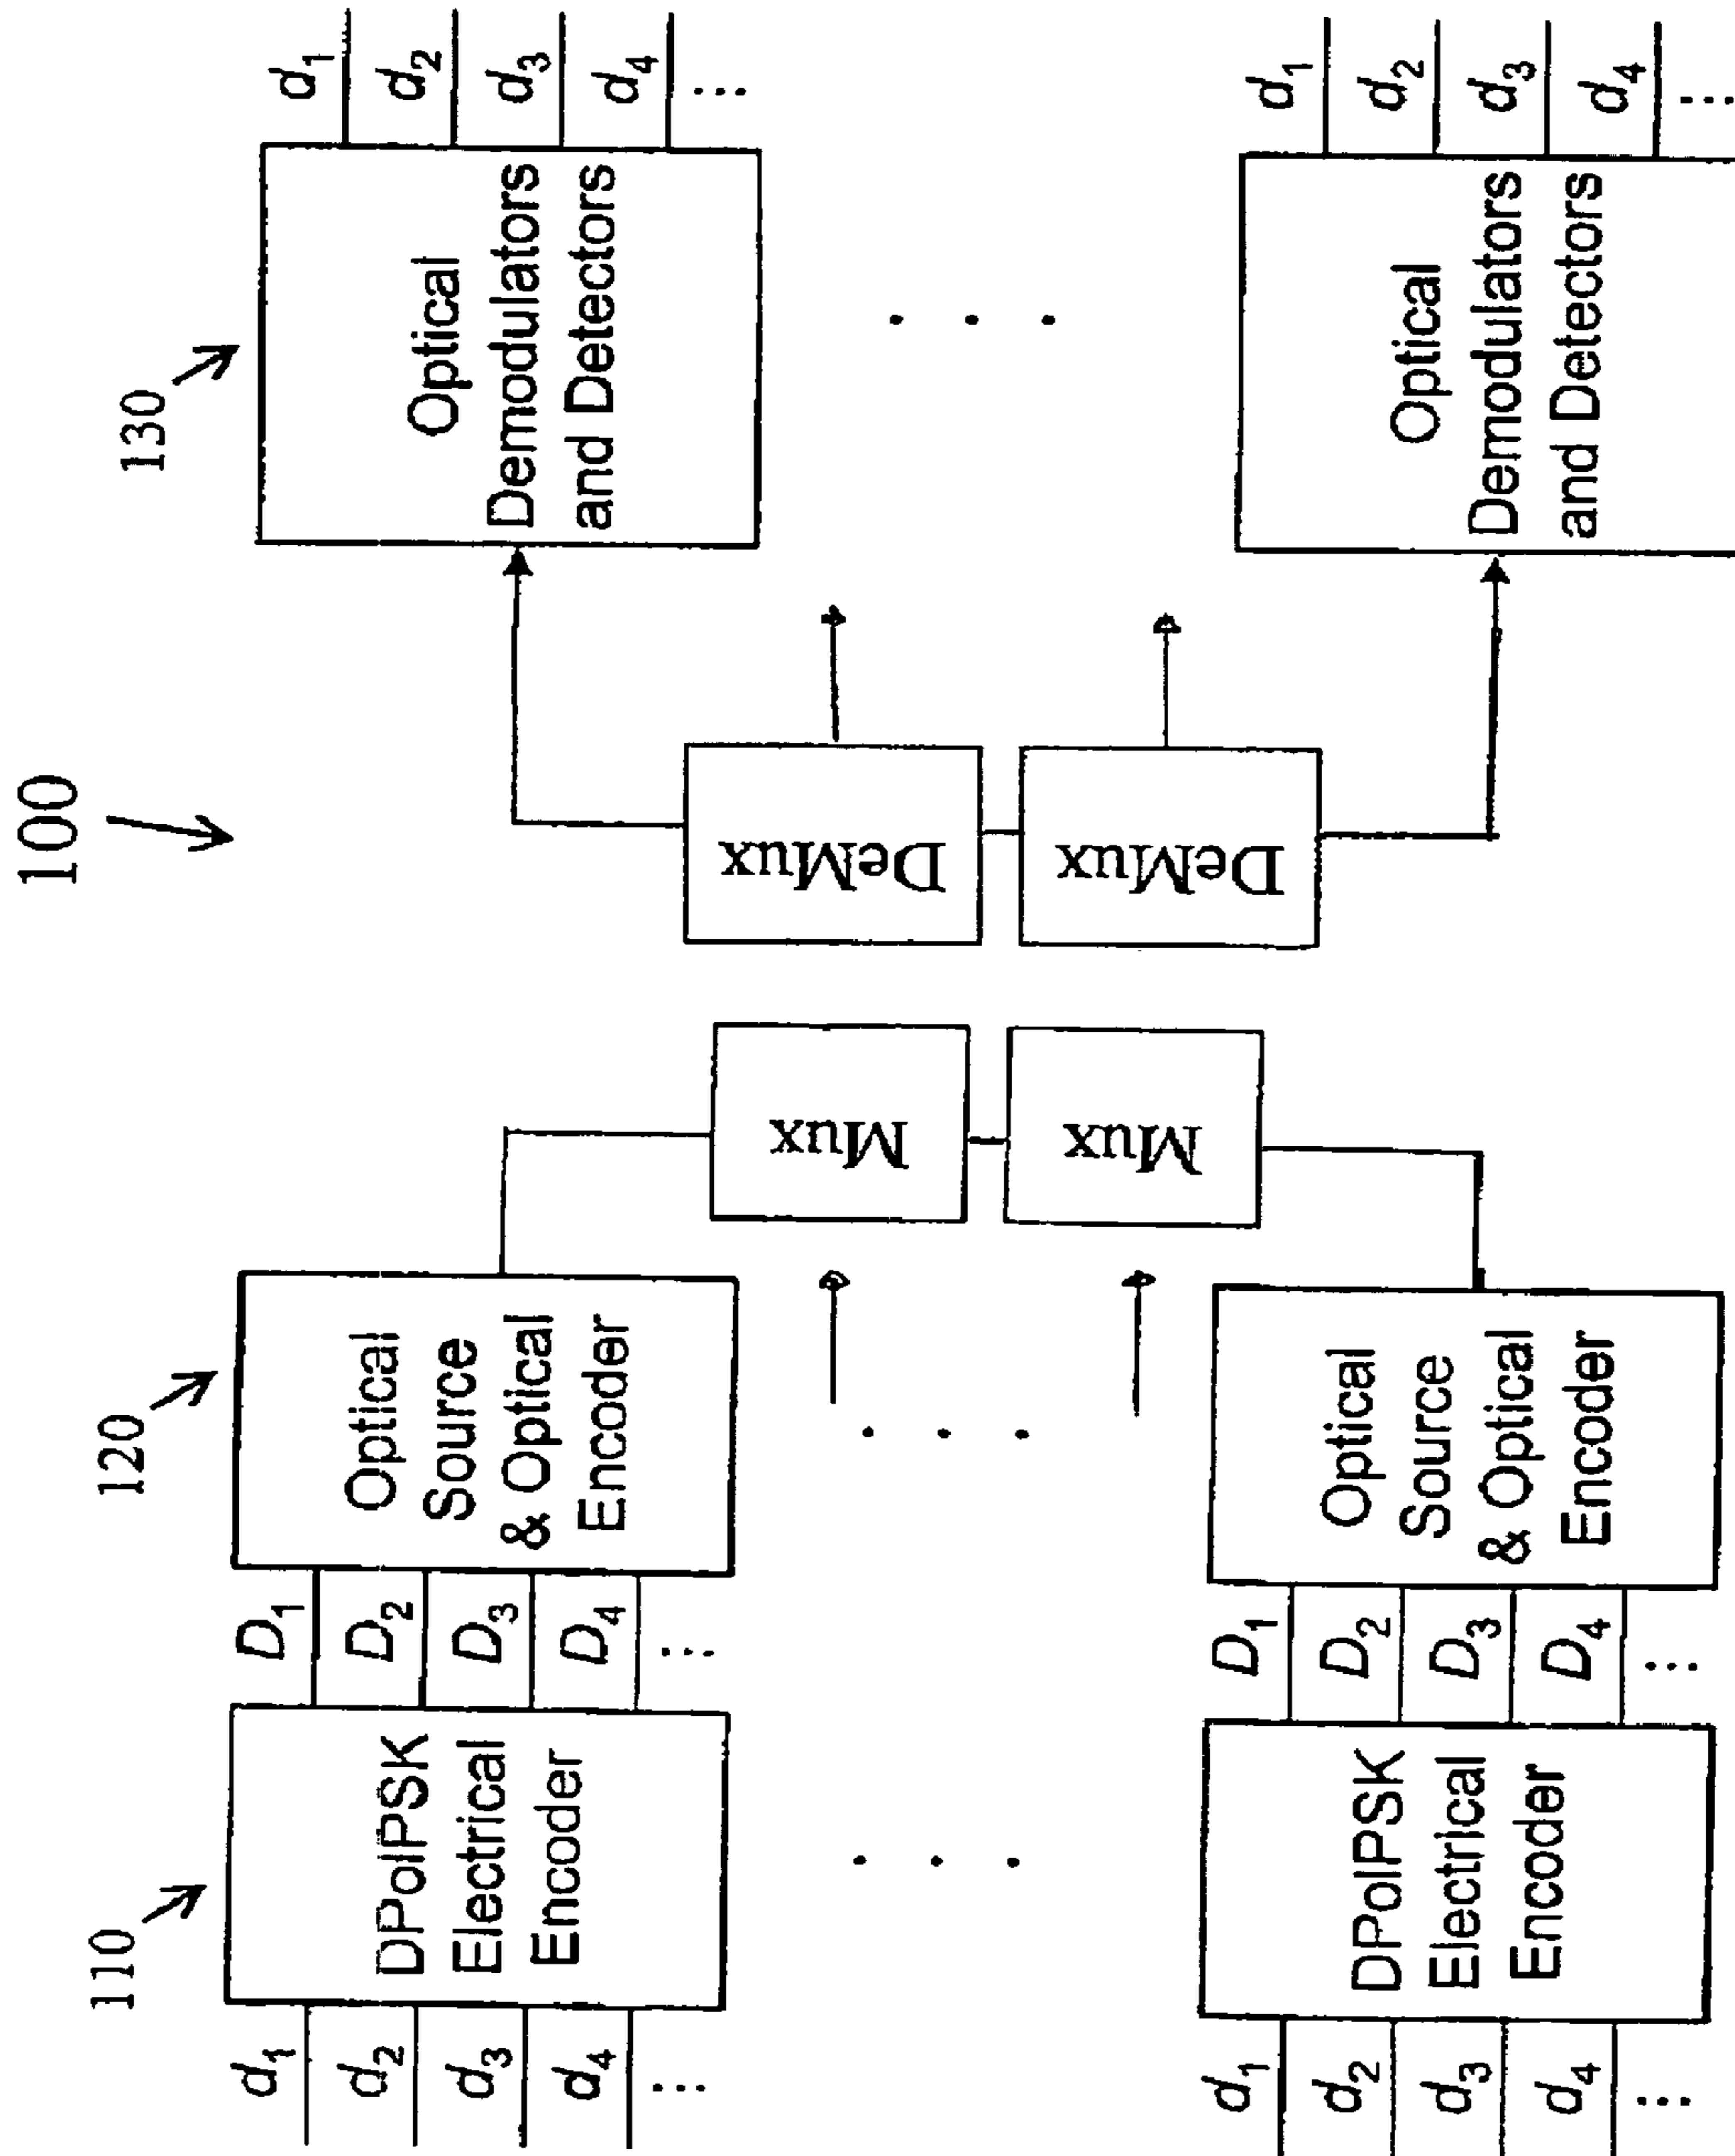 100
110
120
130
d1
d2
d3
d4
...
DPolPSK
Electrical
Encoder
D1
D2
D3
D4
...
Optical
Source
& Optical
Encoder
Mux
DeMux
Optical
Demodulators
and Detectors
d1
d2
d3
d4
...
d1
d2
d3
d4
...
DPolPSK
Electrical
Encoder
D1
D2
D3
D4
...
Optical
Source
& Optical
Encoder
Mux
DeMux
Optical
Demodulators
and Detectors
d1
d2
d3
d4
...